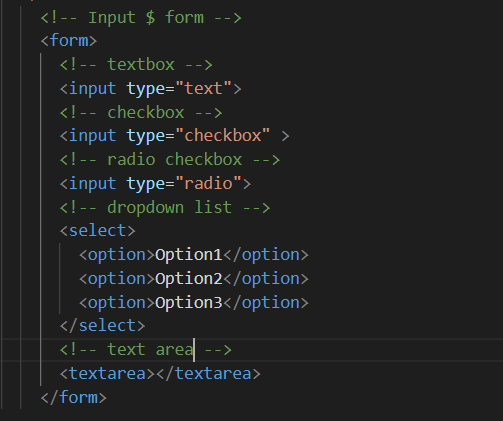 <!-- Input $ form -->
<form>
<!-- textbox -->
<input type="text">
<!-- checkbox -->
<input type="checkbox" >
<!-- radio checkbox -->
<input type="radio">
<!-- dropdown list -->
<select>
<option>Option1</option>
<option>Option2</option>
<option>Option3</option>
</select>
<!-- text area -->
<textarea></textarea>
</form>